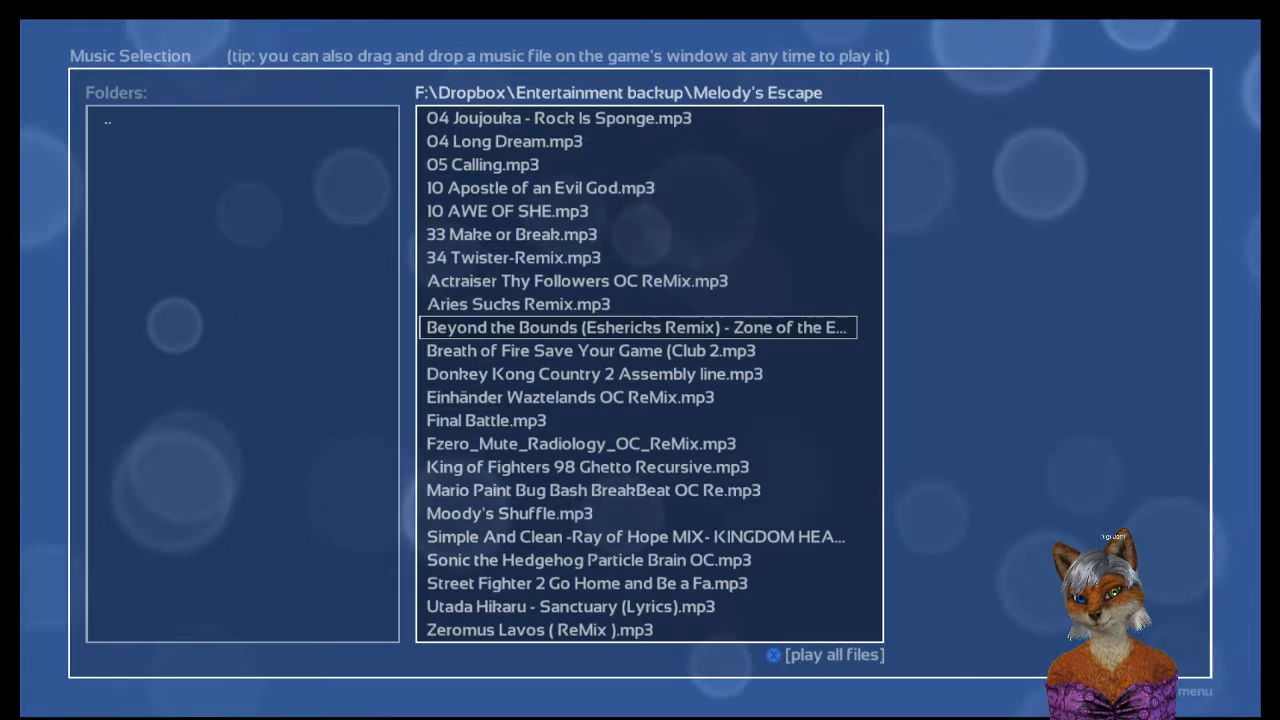 Music Selection (tip: you can also drag and drop a music file on the game's window at any time to play it)
Folders:
F:\Dropbox\Entertainment backup\Melody's Escape
..
04 Joujouka - Rock Is Sponge.mp3
04 Long Dream.mp3
05 Calling.mp3
10 Apostle of an Evil God.mp3
10 AWE OF SHE.mp3
33 Make or Break.mp3
34 Twister-Remix.mp3
Actraiser Thy Followers OC ReMix.mp3
Aries Sucks Remix.mp3
Beyond the Bounds (Eshericks Remix) - Zone of the E...
Breath of Fire Save Your Game (Club 2.mp3
Donkey Kong Country 2 Assembly line.mp3
Einhänder Waztelands OC ReMix.mp3
Final Battle.mp3
Fzero_Mute_Radiology_OC_ReMix.mp3
King of Fighters 98 Ghetto Recursive.mp3
Mario Paint Bug Bash BreakBeat OC Re.mp3
Moody's Shuffle.mp3
Simple And Clean -Ray of Hope MIX- KINGDOM HEA...
Sonic the Hedgehog Particle Brain OC.mp3
Street Fighter 2 Go Home and Be a Fa.mp3
Utada Hikaru - Sanctuary (Lyrics).mp3
Zeromus Lavos ( ReMix ).mp3
[play all files]
menu